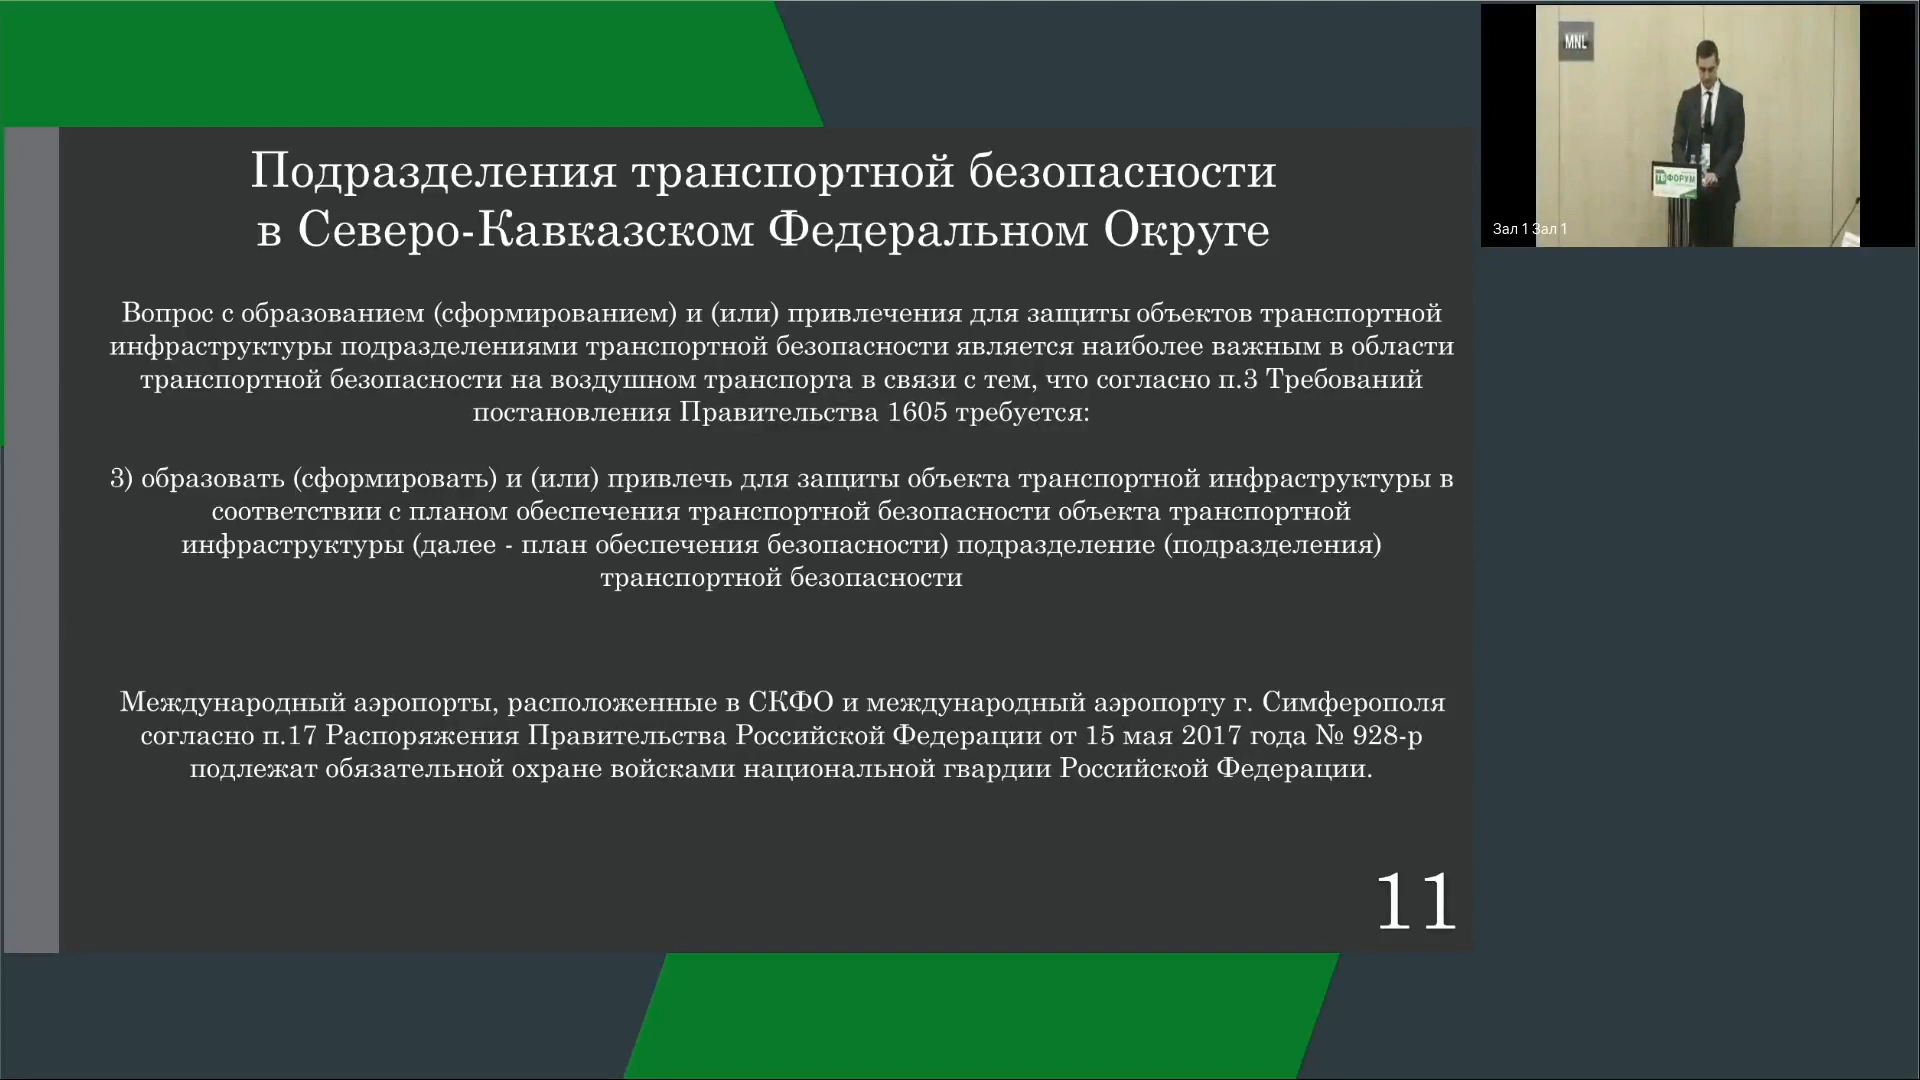 Подразделения транспортной безопасности
в Северо-Кавказском Федеральном Округе
Вопрос с образованием (сформированием) и (или) привлечения для защиты объектов транспортной
инфраструктуры подразделениями транспортной безопасности является наиболее важным в области
транспортной безопасности на воздушном транспорта в связи с тем, что согласно п.3 Требований
постановления Правительства 1605 требуется:
3) образовать (сформировать) и (или) привлечь для защиты объекта транспортной инфраструктуры в
соответствии с планом обеспечения транспортной безопасности объекта транспортной
инфраструктуры (далее - план обеспечения безопасности) подразделение (подразделения)
транспортной безопасности
Международный аэропорты, расположенные в СКФО и международный аэропорту г. Симферополя
согласно п.17 Распоряжения Правительства Российской Федерации от 15 мая 2017 года № 928-р
подлежат обязательной охране войсками национальной гвардии Российской Федерации.
11
MNL
ТБ ФОРУМ
Зал 1 Зал 1